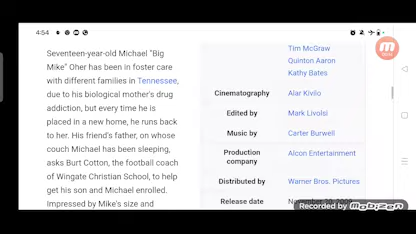 4:54
Seventeen-year-old Michael "Big
Mike" Oher has been in foster care
with different families in Tennessee,
due to his biological mother's drug
addiction, but every time he is
placed in a new home, he runs back
to her. His friend's father, on whose
couch Michael has been sleeping,
asks Burt Cotton, the football coach
of Wingate Christian School, to help
get his son and Michael enrolled.
Impressed by Mike's size and
Tim McGraw
Quinton Aaron
Kathy Bates
Cinematography Alar Kivilo
Edited by Mark Livolsi
Music by Carter Burwell
Production Alcon Entertainment
company
Distributed by Warner Bros. Pictures
Release date November 20, 2009
Recorded by Mobizen